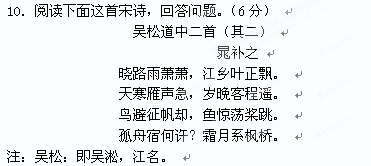 10. 阅读下面这首宋诗，回答问题。（6分）
吴松道中二首（其二）
晁补之
晓路雨萧萧，江乡叶正飘。
天寒雁声急，岁晚客程遥。
鸟避征帆却，鱼惊荡桨跳。
孤舟宿何许？霜月系枫桥。
注：吴松：即吴淞，江名。